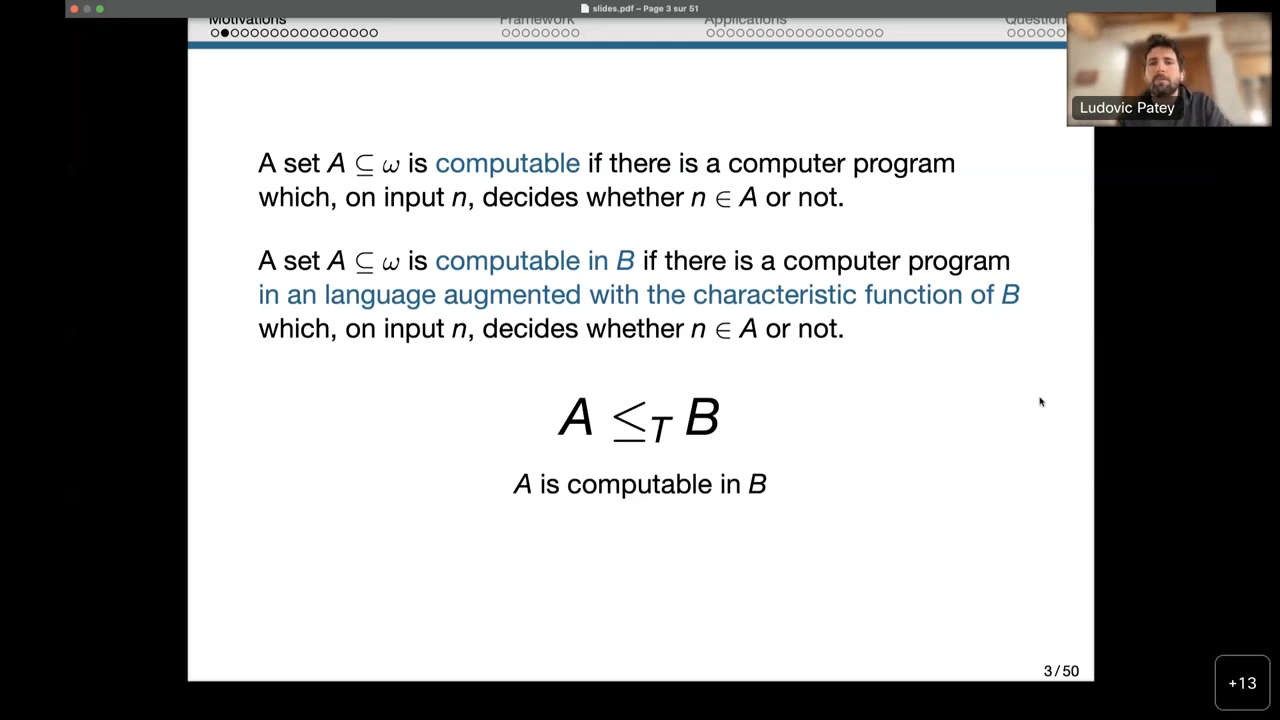 slides.pdf – Page 3 sur 51
Motivations Framework Applications Question
Ludovic Patey
A set A ⊆ ω is computable if there is a computer program
which, on input n, decides whether n ∈ A or not.
A set A ⊆ ω is computable in B if there is a computer program
in an language augmented with the characteristic function of B
which, on input n, decides whether n ∈ A or not.
A ≤T B
A is computable in B
3 / 50
+13